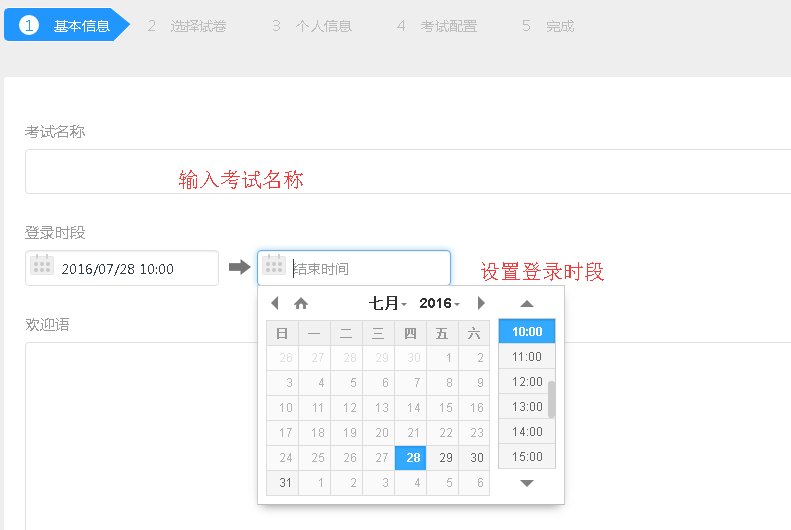 1 基本信息 2 选择试卷 3 个人信息 4 考试配置 5 完成
考试名称
输入考试名称
登录时段
2016/07/28 10:00 结束时间 设置登录时段
欢迎语
七月 2016
日 一 二 三 四 五 六
26 27 28 29 30 1 2
3 4 5 6 7 8 9
10 11 12 13 14 15 16
17 18 19 20 21 22 23
24 25 26 27 28 29 30
31 1 2 3 4 5 6
10:00
11:00
12:00
13:00
14:00
15:00